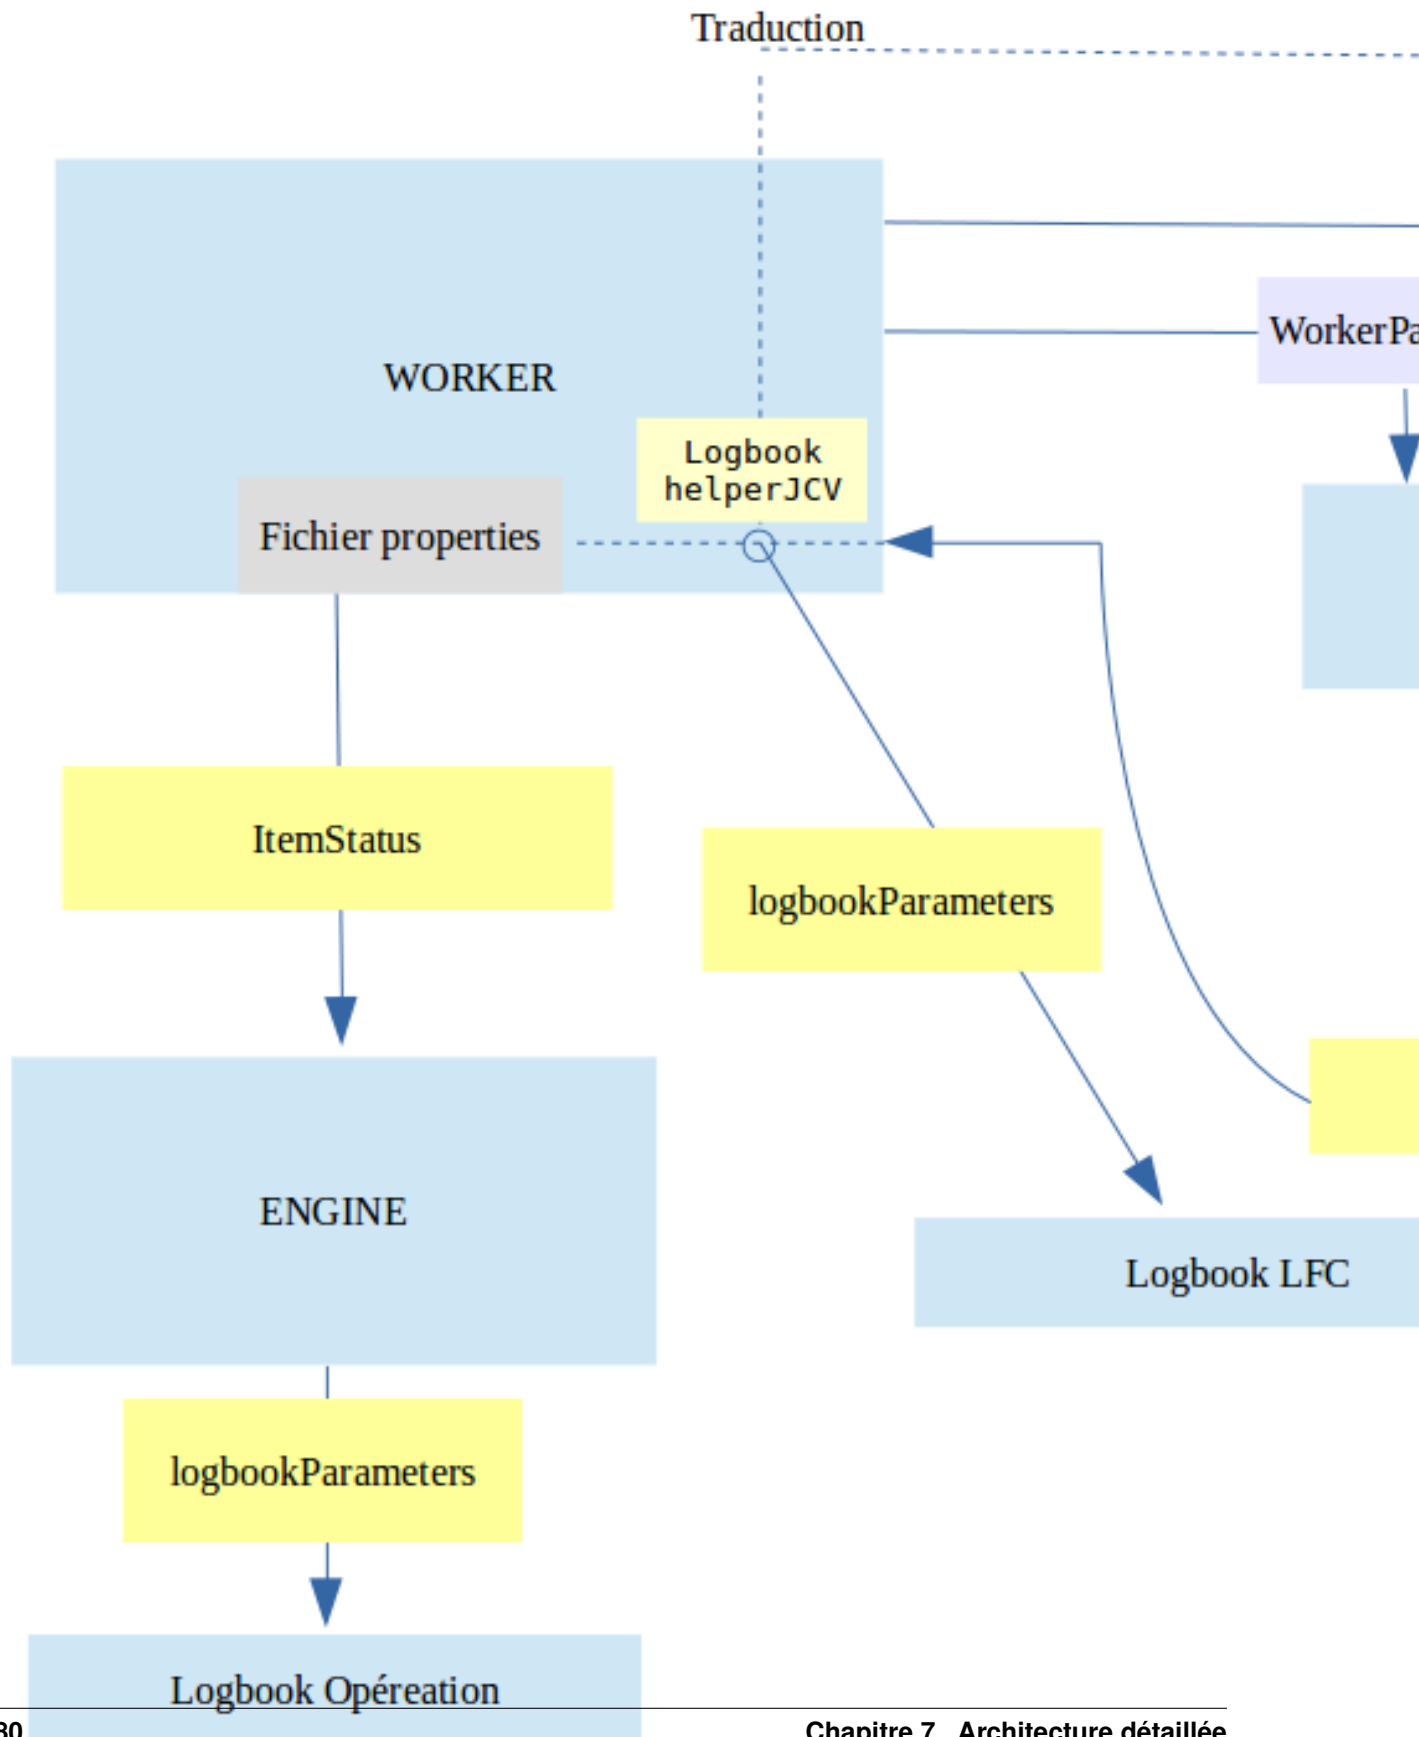 Traduction
WORKER
WorkerPa
Logbook
helperJCV
Fichier properties
ItemStatus
logbookParameters
ENGINE
Logbook LFC
logbookParameters
Logbook Opéreation
80
Chapitre 7. Architecture détaillée